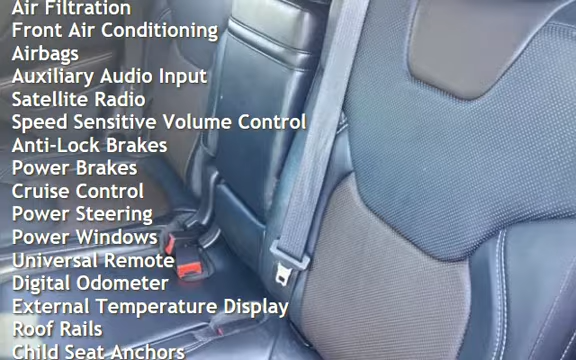 Air Filtration
Front Air Conditioning
Airbags
Auxiliary Audio Input
Satellite Radio
Speed Sensitive Volume Control
Anti-Lock Brakes
Power Brakes
Cruise Control
Power Steering
Power Windows
Universal Remote
Digital Odometer
External Temperature Display
Roof Rails
Child Seat Anchors